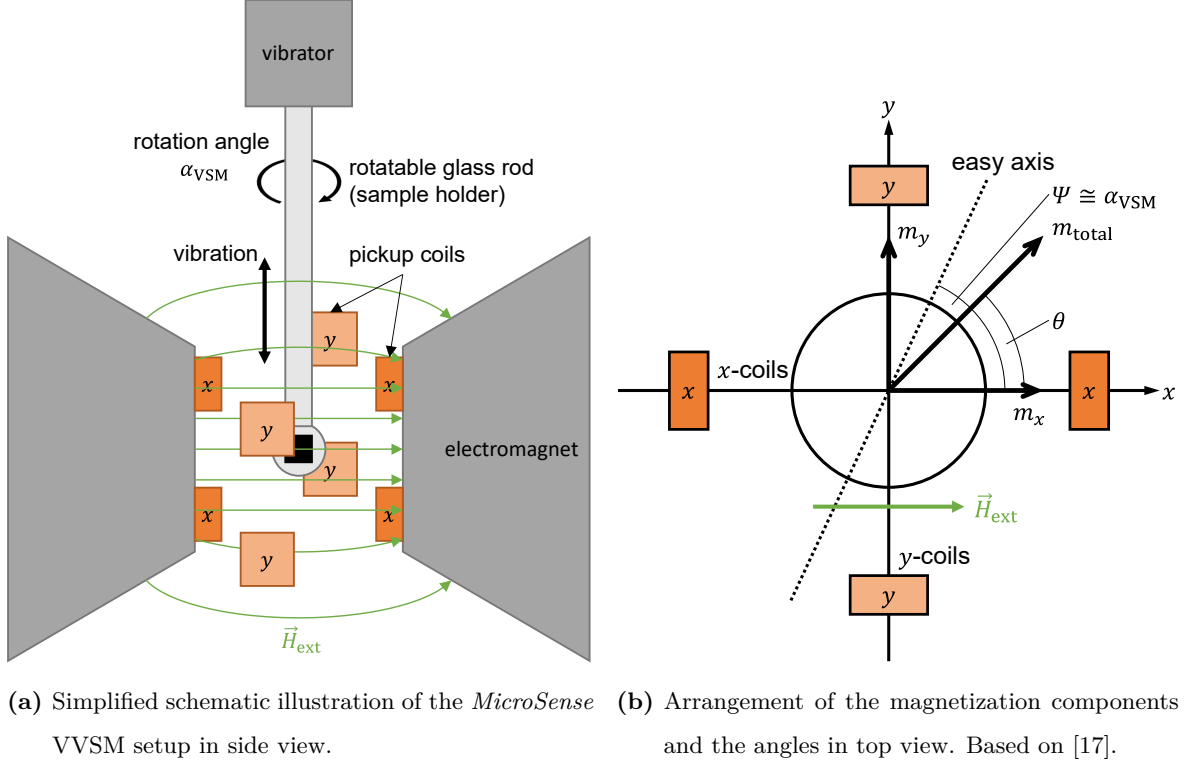 vibrator
rotation angle
α_VSM
rotatable glass rod
(sample holder)
vibration
pickup coils
y
x
x
y
y
electromagnet
x
x
y
H⃗_ext
y
easy axis
y
Ψ ≅ α_VSM
m_total
m_y
θ
x-coils
x
x
x
m_x
H⃗_ext
y-coils
y
(a) Simplified schematic illustration of the MicroSense
VVSM setup in side view.
(b) Arrangement of the magnetization components
and the angles in top view. Based on [17].